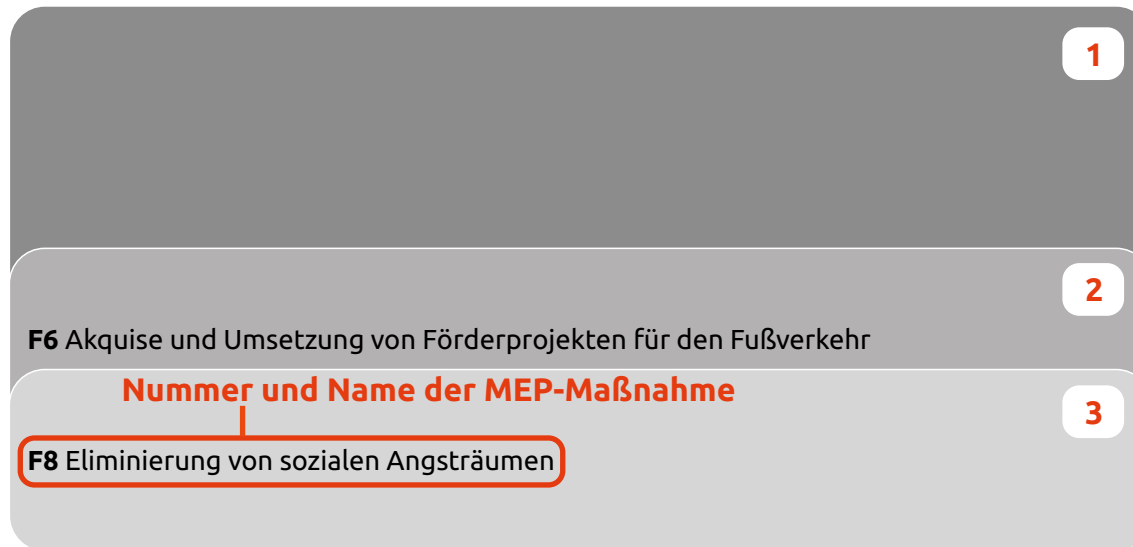 1
2
F6 Akquise und Umsetzung von Förderprojekten für den Fußverkehr
Nummer und Name der MEP-Maßnahme
3
F8 Eliminierung von sozialen Angsträumen